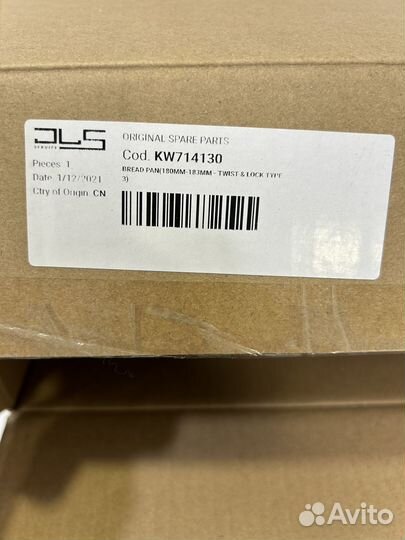 DLS
SERVICE
ORIGINAL SPARE PARTS
Cod. KW714130
Pieces 1
BREAD PAN(180MM-183MM - TWIST & LOCK TYPE
3)
Date 1/12/2021
Ctry of Origin: CN
Avito